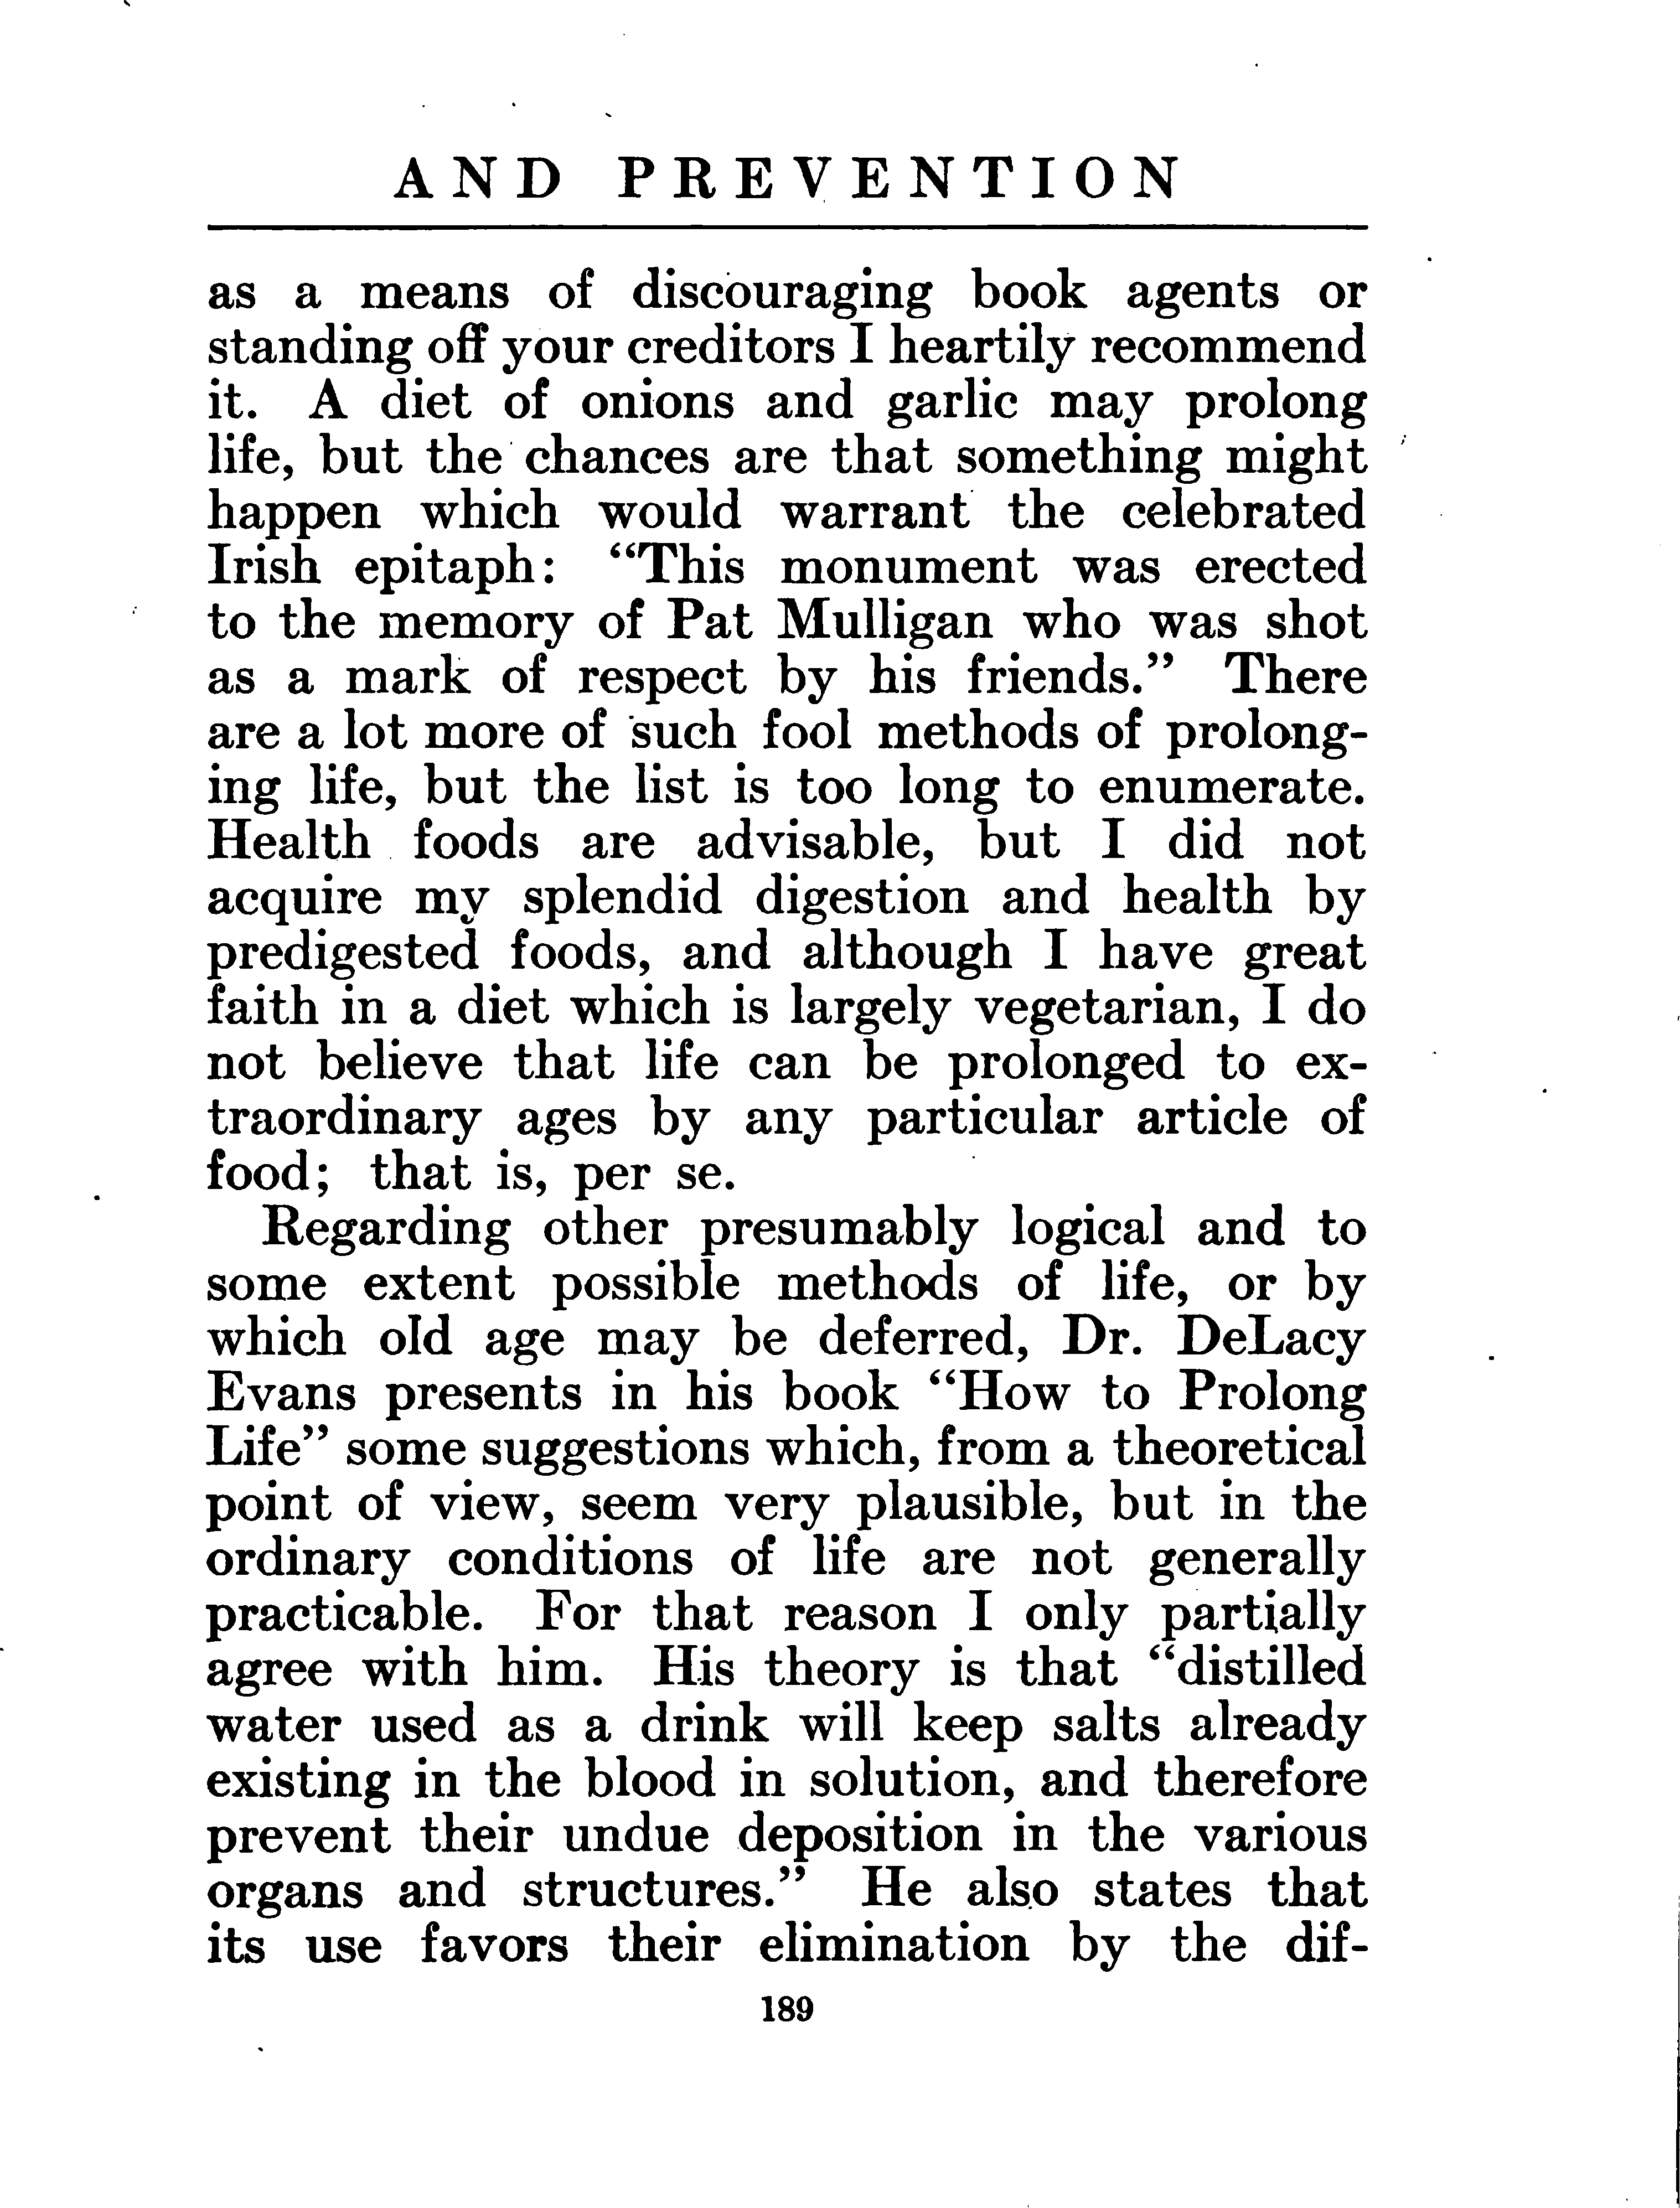 AND PREVENTION
as a means of discouraging book agents or
standing off your creditors I heartily recommend
it. A diet of onions and garlic may prolong
life, but the chances are that something might
happen which would warrant the celebrated
Irish epitaph: “This monument was erected
to the memory of Pat Mulligan who was shot
as a mark of respect by his friends.” There
are a lot more of such fool methods of prolong-
ing life, but the list is too long to enumerate.
Health foods are advisable, but I did not
acquire my splendid digestion and health by
predigested foods, and although I have great
faith in a diet which is largely vegetarian, I do
not believe that life can be prolonged to ex-
traordinary ages by any particular article of
food; that is, per se.
Regarding other presumably logical and to
some extent possible methods of life, or by
which old age may be deferred, Dr. DeLacy
Evans presents in his book “How to Prolong
Life” some suggestions which, from a theoretical
point of view, seem very plausible, but in the
ordinary conditions of life are not generally
practicable. For that reason I only partially
agree with him. His theory is that “distilled
water used as a drink will keep salts already
existing in the blood in solution, and therefore
prevent their undue deposition in the various
organs and structures.” He also states that
its use favors their elimination by the dif-
189